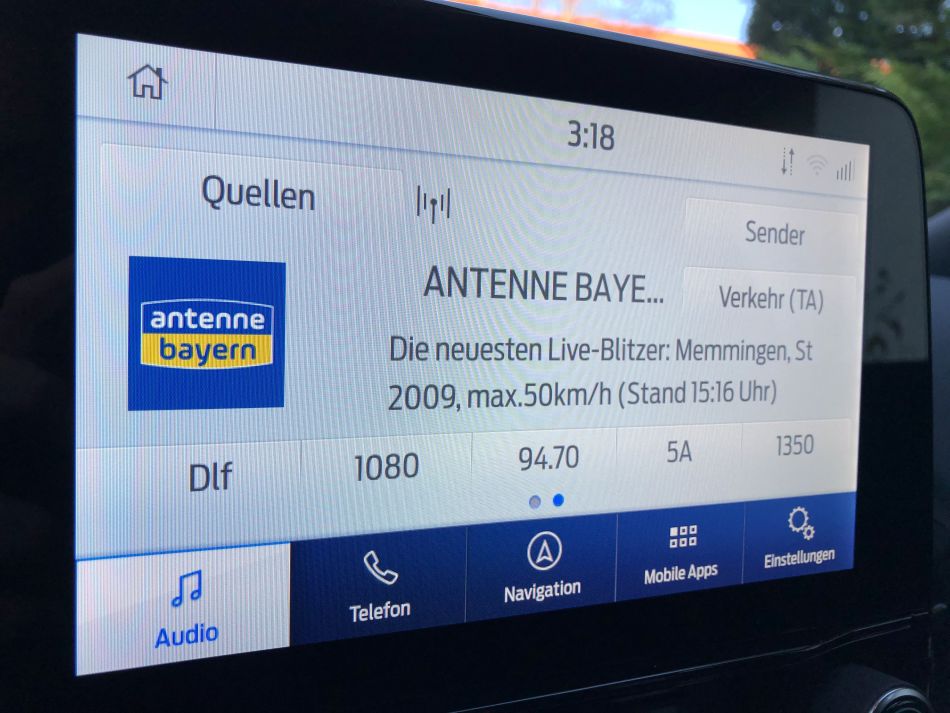 3:18
Quellen
Sender
ANTENNE BAYE...
Verkehr (TA)
antenne
bayern
Die neuesten Live-Blitzer: Memmingen, St
2009, max.50km/h (Stand 15:16 Uhr)
Dlf 1080 94.70 5A 1350
Audio Telefon Navigation Mobile Apps Einstellungen